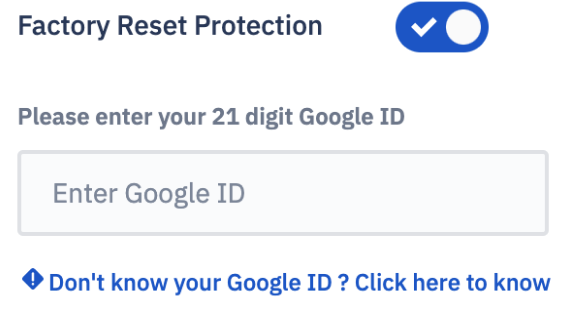 Factory Reset Protection
Please enter your 21 digit Google ID
Enter Google ID
Don't know your Google ID ? Click here to know